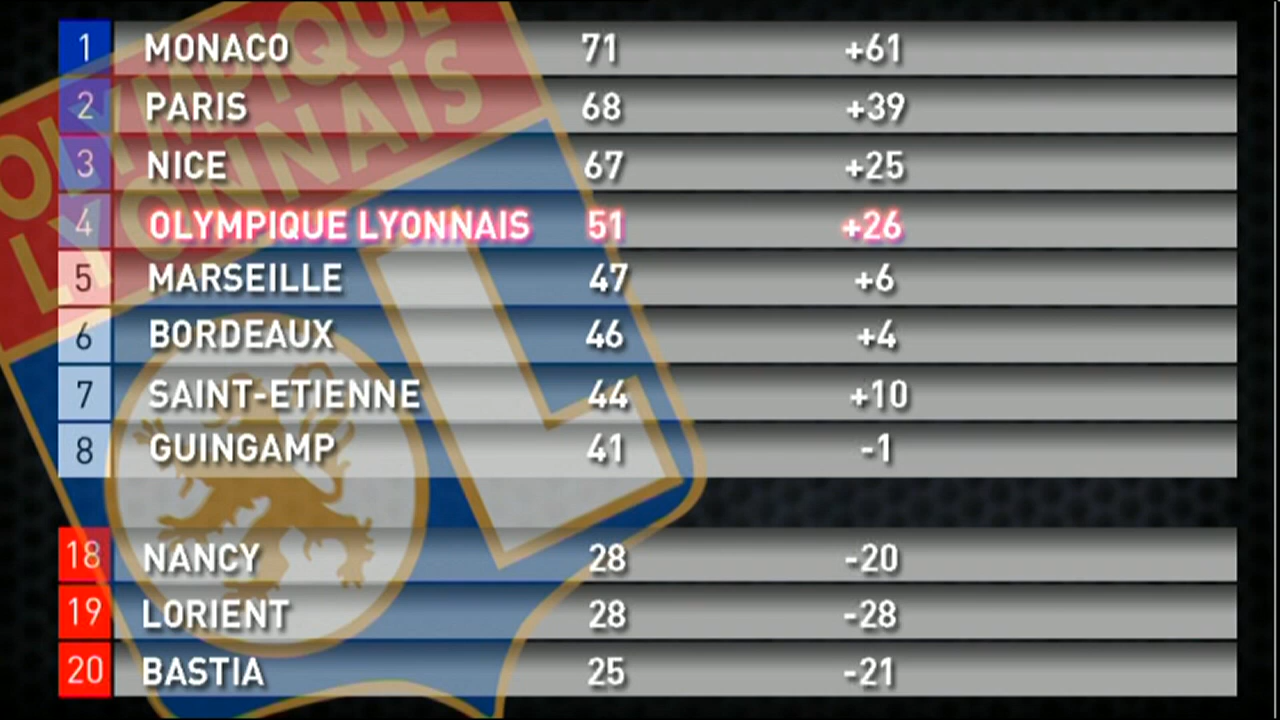 OLYMPIQUE
LYONNAIS
1 MONACO 71 +61
2 PARIS 68 +39
3 NICE 67 +25
4 OLYMPIQUE LYONNAIS 51 +26
5 MARSEILLE 47 +6
6 BORDEAUX 46 +4
7 SAINT-ETIENNE 44 +10
8 GUINGAMP 41 -1
OL
18 NANCY 28 -20
19 LORIENT 28 -28
20 BASTIA 25 -21